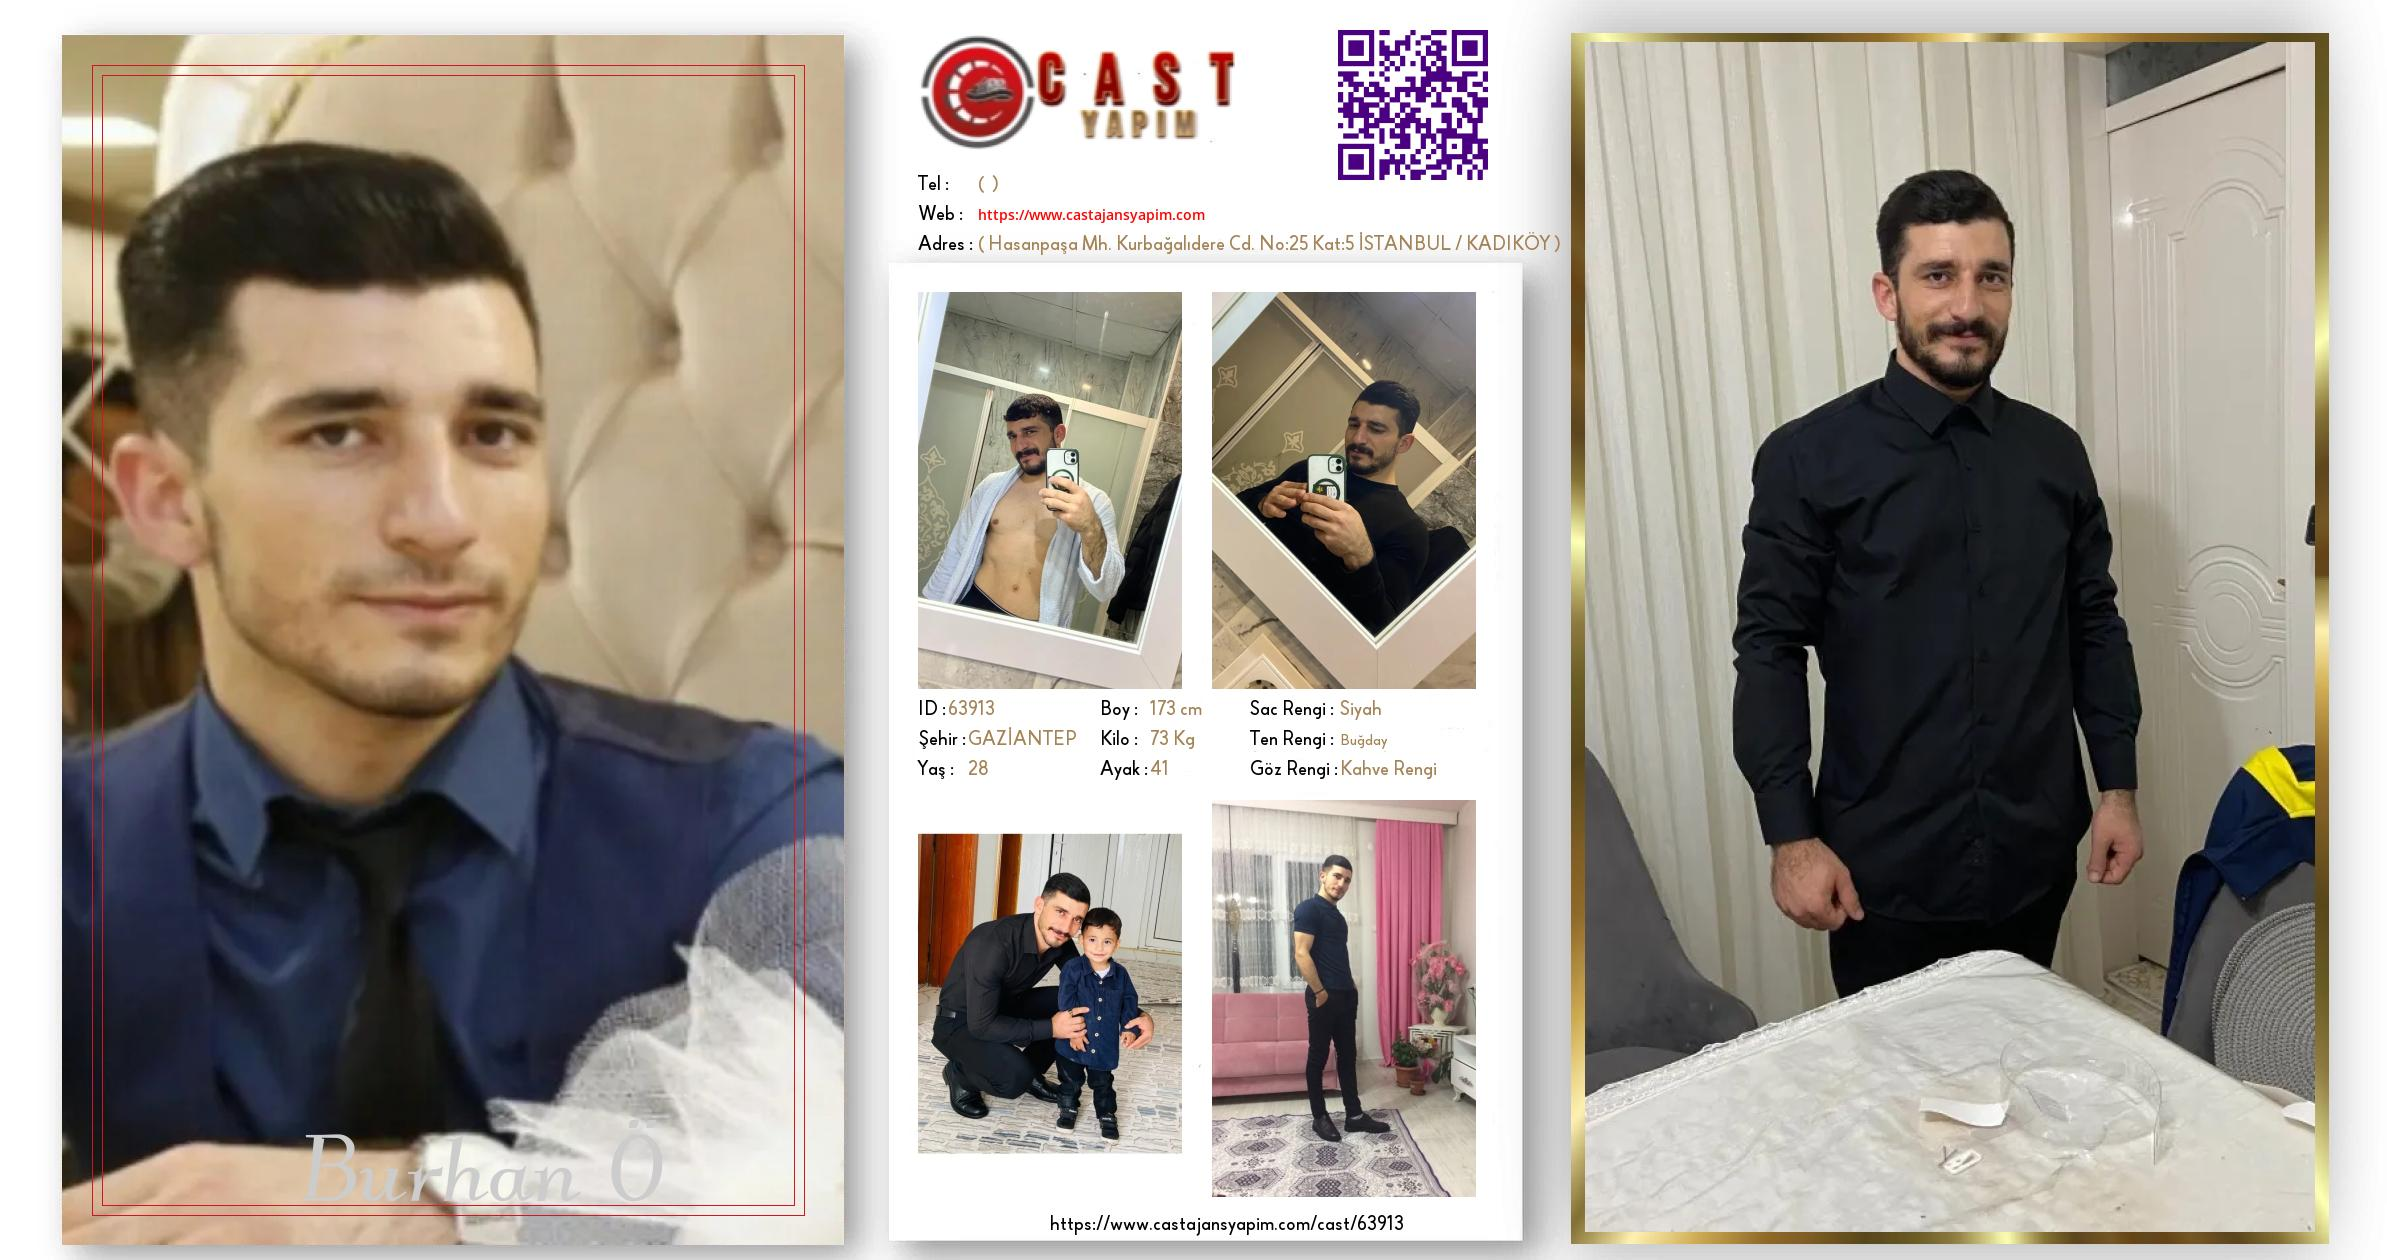 CAST
YAPIM
Tel : ( )
Web : https://www.castajansyapim.com
Adres : ( Hasanpaşa Mh. Kurbağalıdere Cd. No:25 Kat:5 İSTANBUL / KADIKÖY )
ID : 63913 Boy : 173 cm Sac Rengi : Siyah
Şehir : GAZİANTEP Kilo : 73 Kg Ten Rengi : Buğday
Yaş : 28 Ayak : 41 Göz Rengi : Kahve Rengi
Burhan Ö
https://www.castajansyapim.com/cast/63913